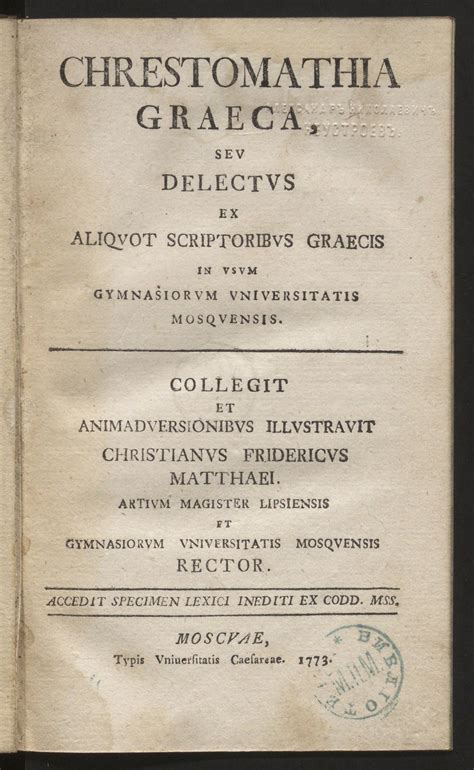 CHRESTOMATHIA
GRAECA,
SEV
DELECTVS
EX
ALIQVOT SCRIPTORIBVS GRAECIS
IN VSVM
GYMNASIORVM VNIVERSITATIS
MOSQVENSIS.
COLLEGIT
ET
ANIMADVERSIONIBVS ILLVSTRAVIT
CHRISTIANVS FRIDERICVS
MATTHAEI.
ARTIVM MAGISTER LIPSIENSIS
ET
GYMNASIORVM VNIVERSITATIS MOSQVENSIS
RECTOR.
ACCEDIT SPECIMEN LEXICI INEDITI EX CODD. MSS.
MOSCVAE,
Typis Vniuerſitatis Caeſareae. 1773.